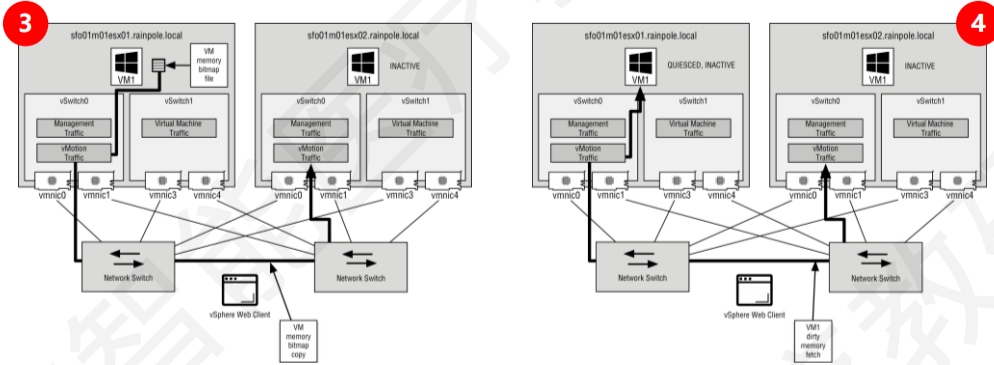 3
sfo01m01esx01.rainpole.local
VM1
VM
memory
bitmap
file
vSwitch0
Management
Traffic
vMotion
Traffic
vSwitch1
Virtual Machine
Traffic
vmnic0
vmnic1
vmnic3
vmnic4
sfo01m01esx02.rainpole.local
VM1
INACTIVE
vSwitch0
Management
Traffic
vMotion
Traffic
vSwitch1
Virtual Machine
Traffic
vmnic0
vmnic1
vmnic3
vmnic4
Network Switch
Network Switch
vSphere Web Client
VM
memory
bitmap
copy
4
sfo01m01esx01.rainpole.local
VM1
QUIESCED, INACTIVE
vSwitch0
Management
Traffic
vMotion
Traffic
vSwitch1
Virtual Machine
Traffic
vmnic0
vmnic1
vmnic3
vmnic4
sfo01m01esx02.rainpole.local
VM1
INACTIVE
vSwitch0
Management
Traffic
vMotion
Traffic
vSwitch1
Virtual Machine
Traffic
vmnic0
vmnic1
vmnic3
vmnic4
Network Switch
Network Switch
vSphere Web Client
VM1
dirty
memory
fetch